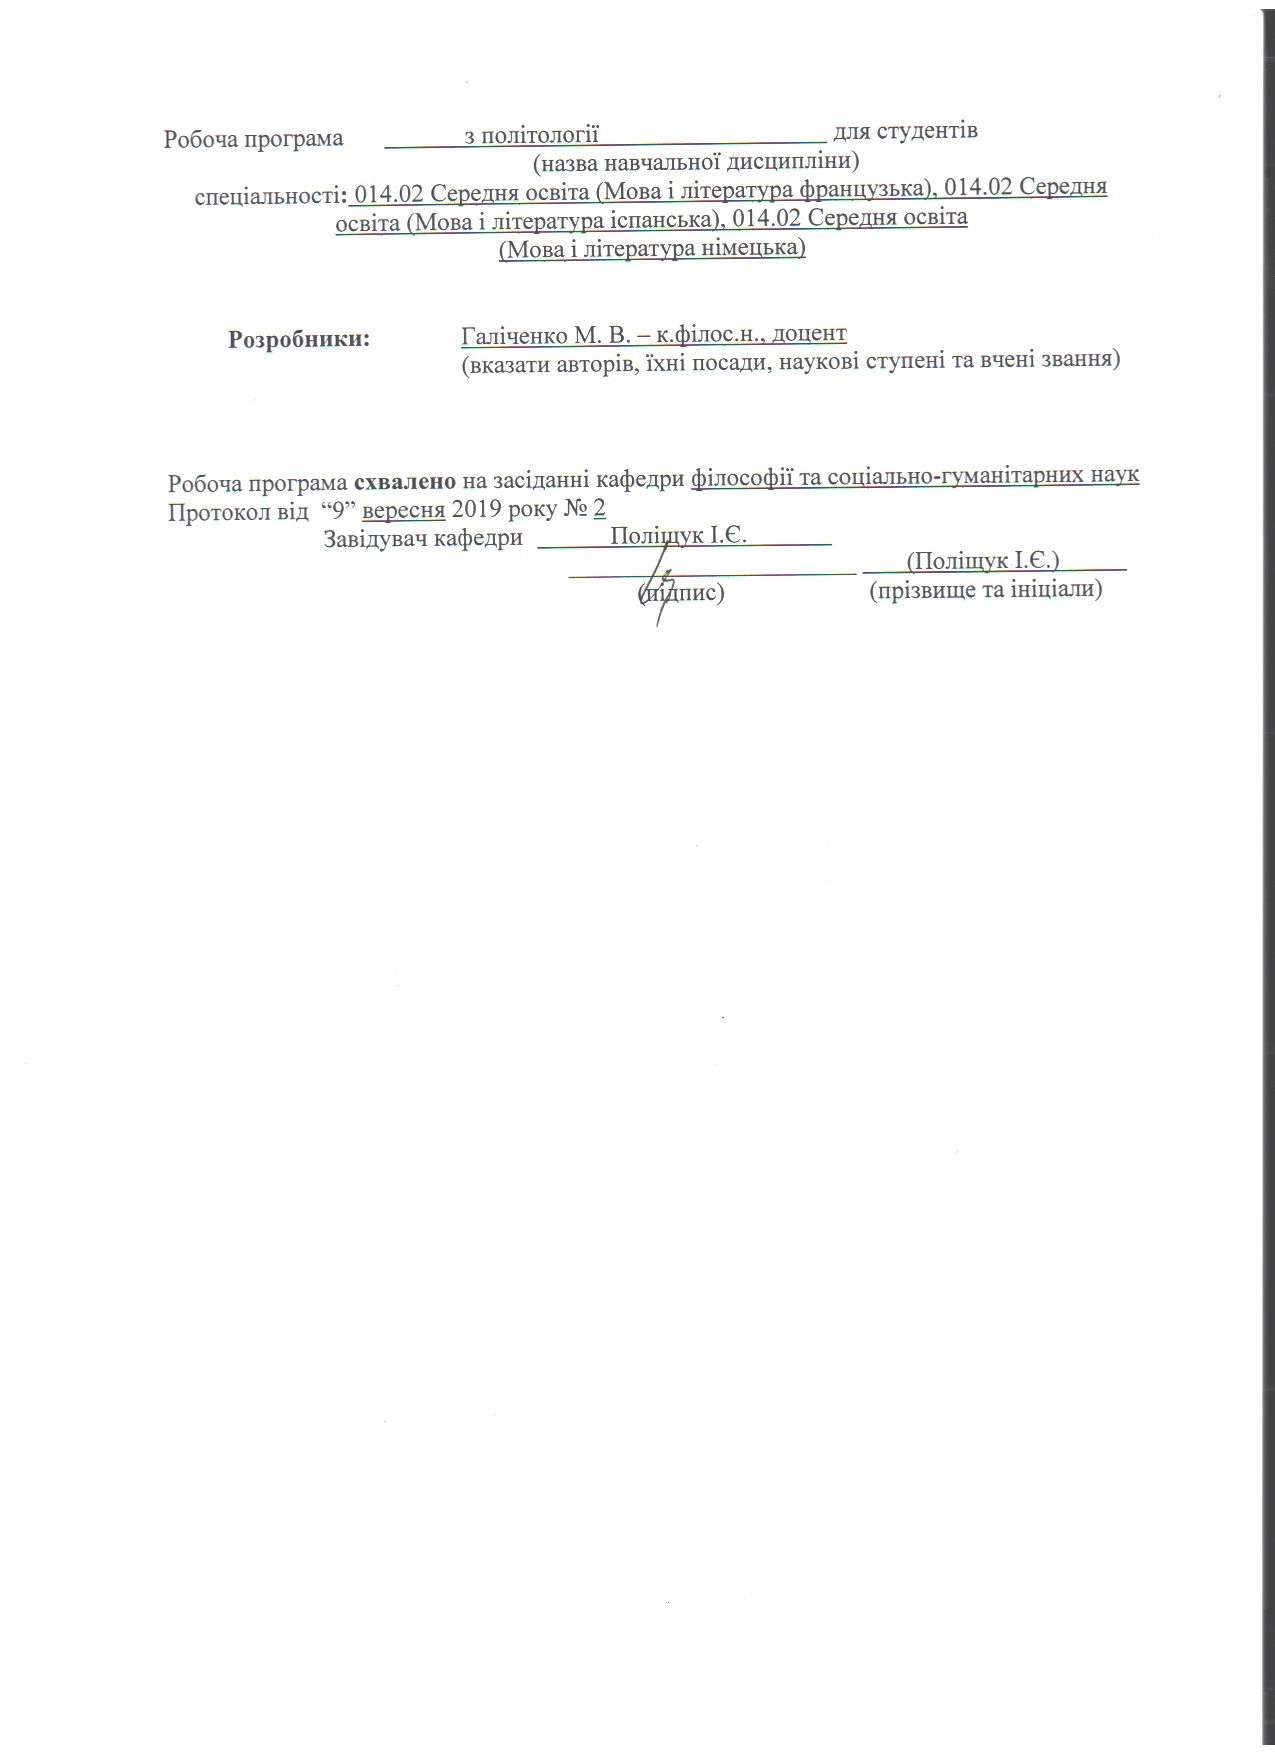 Робоча програма з політології для студентів
(назва навчальної дисципліни)
спеціальності: 014.02 Середня освіта (Мова і література французька), 014.02 Середня
освіта (Мова і література іспанська), 014.02 Середня освіта
(Мова і література німецька)
Розробники: Галіченко М. В. – к.філос.н., доцент
(вказати авторів, їхні посади, наукові ступені та вчені звання)
Робоча програма схвалено на засіданні кафедри філософії та соціально-гуманітарних наук
Протокол від “9” вересня 2019 року № 2
Завідувач кафедри Поліщук І.Є.
(Поліщук І.Є.)
(підпис) (прізвище та ініціали)